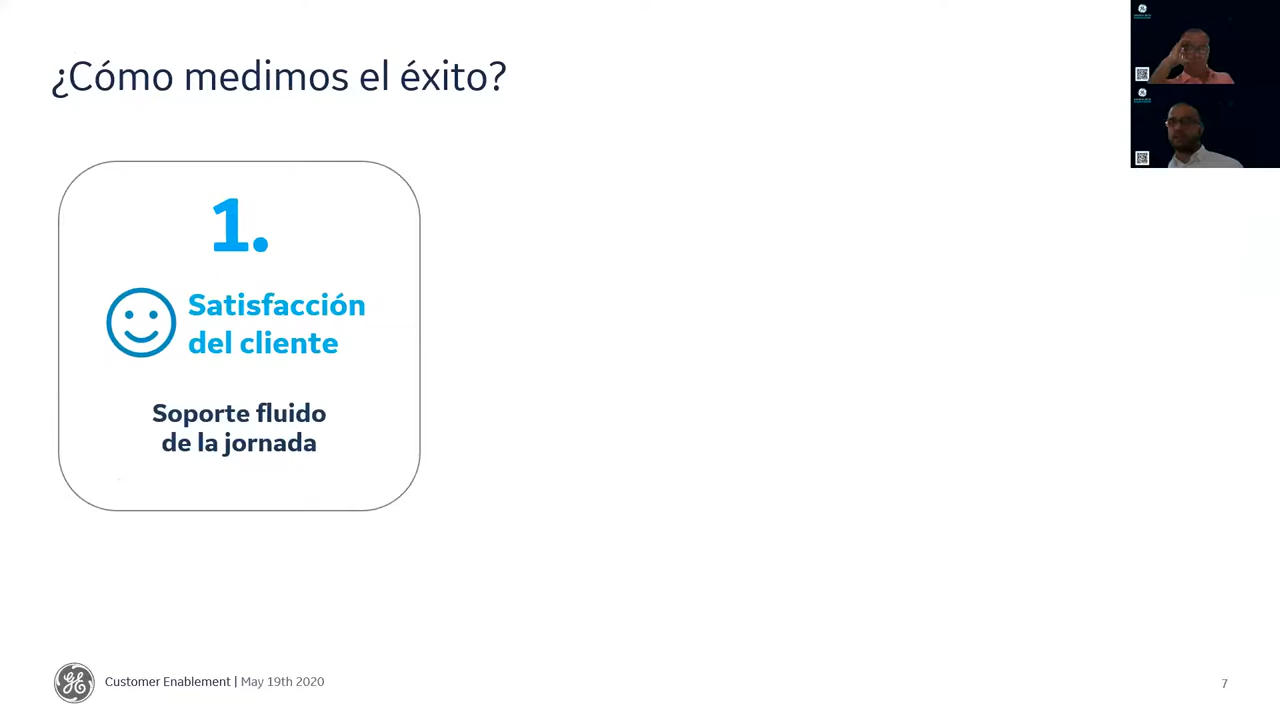 ¿Cómo medimos el éxito?
1.
Satisfacción
del cliente
Soporte fluido
de la jornada
Customer Enablement | May 19th 2020
7